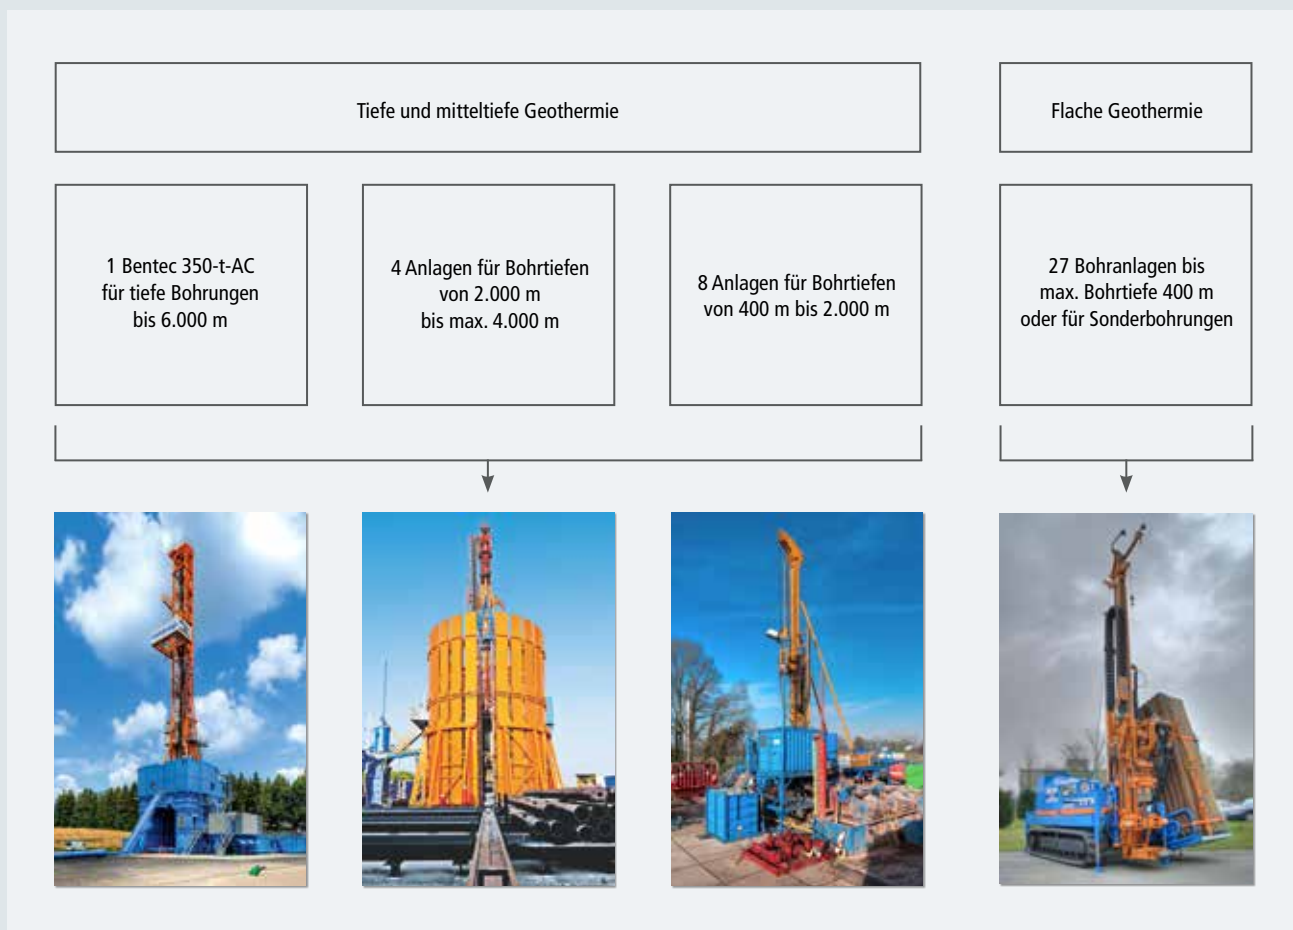 Tiefe und mitteltiefe Geothermie
Flache Geothermie
1 Bentec 350-t-AC
für tiefe Bohrungen
bis 6.000 m
4 Anlagen für Bohrtiefen
von 2.000 m
bis max. 4.000 m
8 Anlagen für Bohrtiefen
von 400 m bis 2.000 m
27 Bohranlagen bis
max. Bohrtiefe 400 m
oder für Sonderbohrungen